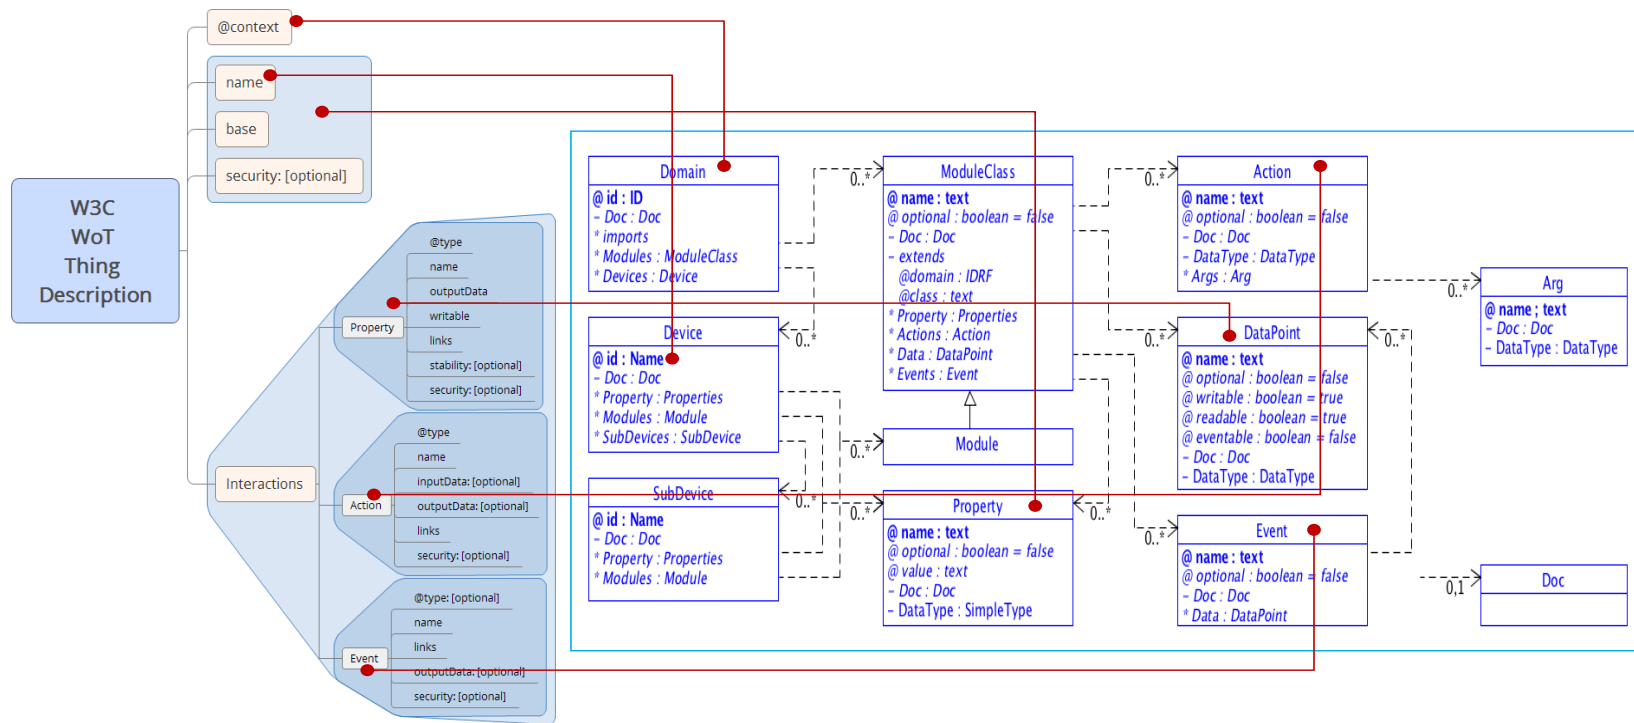 W3C
WoT
Thing
Description
@context
name
base
security: [optional]
Interactions
Property
@type
name
outputData
writable
links
stability: [optional]
security: [optional]
Action
@type
name
inputData: [optional]
outputData: [optional]
links
security: [optional]
Event
@type: [optional]
name
links
outputData: [optional]
security: [optional]
Domain
@ id : ID
– Doc : Doc
* imports
* Modules : ModuleClass
* Devices : Device
0..*
Device
@ id : Name
– Doc : Doc
* Property : Properties
* Modules : Module
* SubDevices : SubDevice
0..*
SubDevice
@ id : Name
– Doc : Doc
* Property : Properties
* Modules : Module
0..*
ModuleClass
@ name : text
@ optional : boolean = false
– Doc : Doc
– extends
@domain : IDRF
@class : text
* Property : Properties
* Actions : Action
* Data : DataPoint
* Events : Event
0..*
Module
0..*
Property
@ name : text
@ optional : boolean = false
@ value : text
– Doc : Doc
– DataType : SimpleType
0..*
0..*
Action
@ name : text
@ optional : boolean = false
– Doc : Doc
– DataType : DataType
* Args : Arg
0..*
DataPoint
@ name : text
@ optional : boolean = false
@ writable : boolean = true
@ readable : boolean = true
@ eventable : boolean = false
– Doc : Doc
– DataType : DataType
0..*
0..*
Event
@ name : text
@ optional : boolean = false
– Doc : Doc
* Data : DataPoint
0..*
Arg
@ name ; text
– Doc : Doc
– DataType : DataType
0,1
Doc